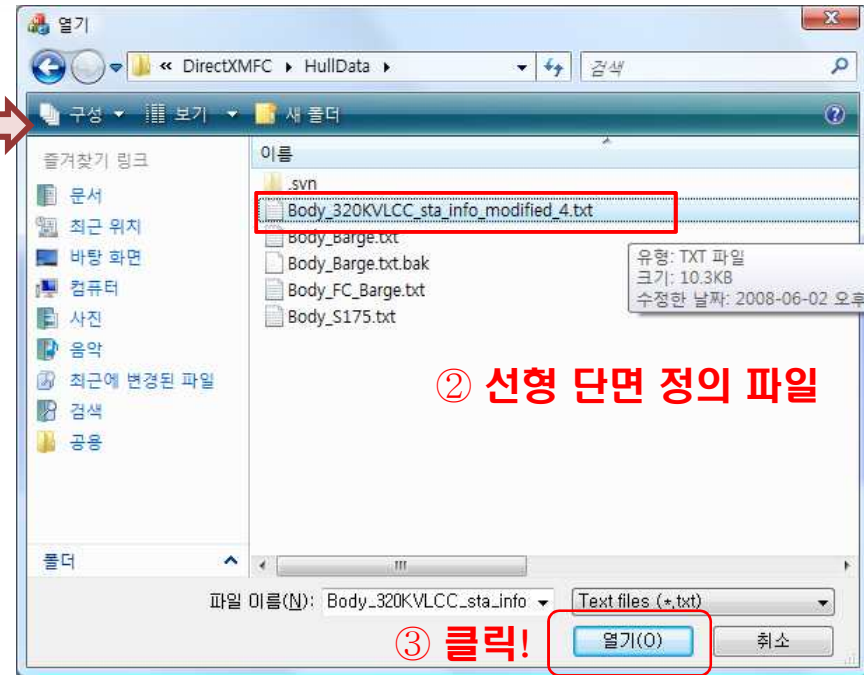 열기
« DirectXMFC ▸ HullData ▸
검색
구성 보기 새 폴더
즐겨찾기 링크
문서
최근 위치
바탕 화면
컴퓨터
사진
음악
최근에 변경된 파일
검색
공용
폴더
이름
.svn
Body_320KVLCC_sta_info_modified_4.txt
Body_Barge.txt
Body_Barge.txt.bak
Body_FC_Barge.txt
Body_S175.txt
유형: TXT 파일
크기: 10.3KB
수정한 날짜: 2008-06-02 오후
② 선형 단면 정의 파일
파일 이름(N): Body_320KVLCC_sta_info
Text files (*.txt)
③ 클릭!
열기(O)
취소